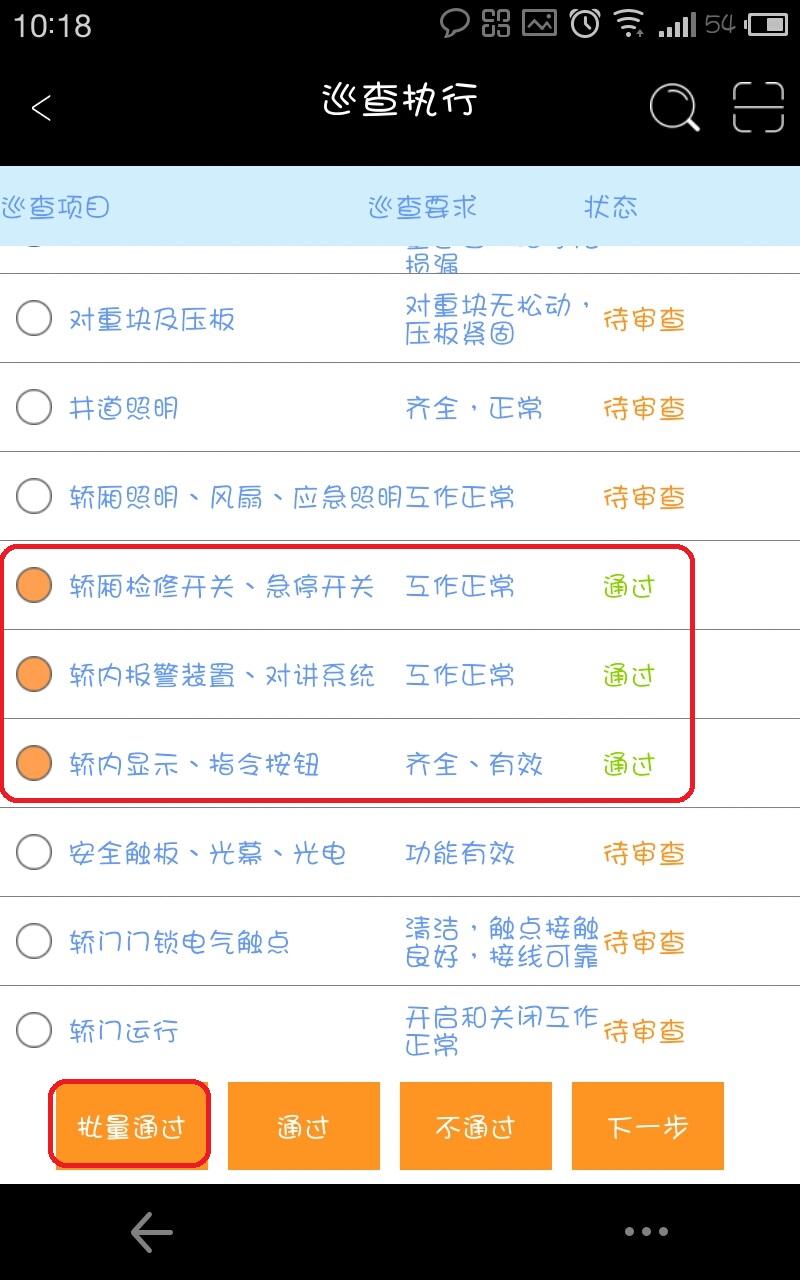 10:18
54
巡查执行
巡查项目 巡查要求 状态
损漏
对重块及压板 对重块无松动，压板紧固 待审查
井道照明 齐全，正常 待审查
轿厢照明、风扇、应急照明 工作正常 待审查
轿厢检修开关、急停开关 工作正常 通过
轿内报警装置、对讲系统 工作正常 通过
轿内显示、指令按钮 齐全、有效 通过
安全触板、光幕、光电 功能有效 待审查
轿门门锁电气触点 清洁，触点接触良好，接线可靠 待审查
轿门运行 开启和关闭工作正常 待审查
批量通过 通过 不通过 下一步